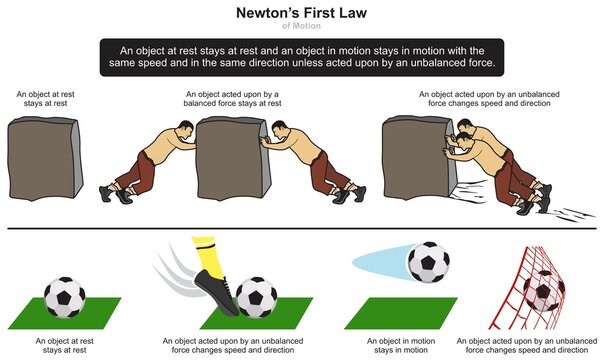 Newton's First Law
of Motion
An object at rest stays at rest and an object in motion stays in motion with the
same speed and in the same direction unless acted upon by an unbalanced force.
An object at rest
stays at rest
An object acted upon by a
balanced force stays at rest
An object acted upon by an unbalanced
force changes speed and direction
An object at rest
stays at rest
An object acted upon by an unbalanced
force changes speed and direction
An object in motion
stays in motion
An object acted upon by an unbalanced
force changes speed and direction